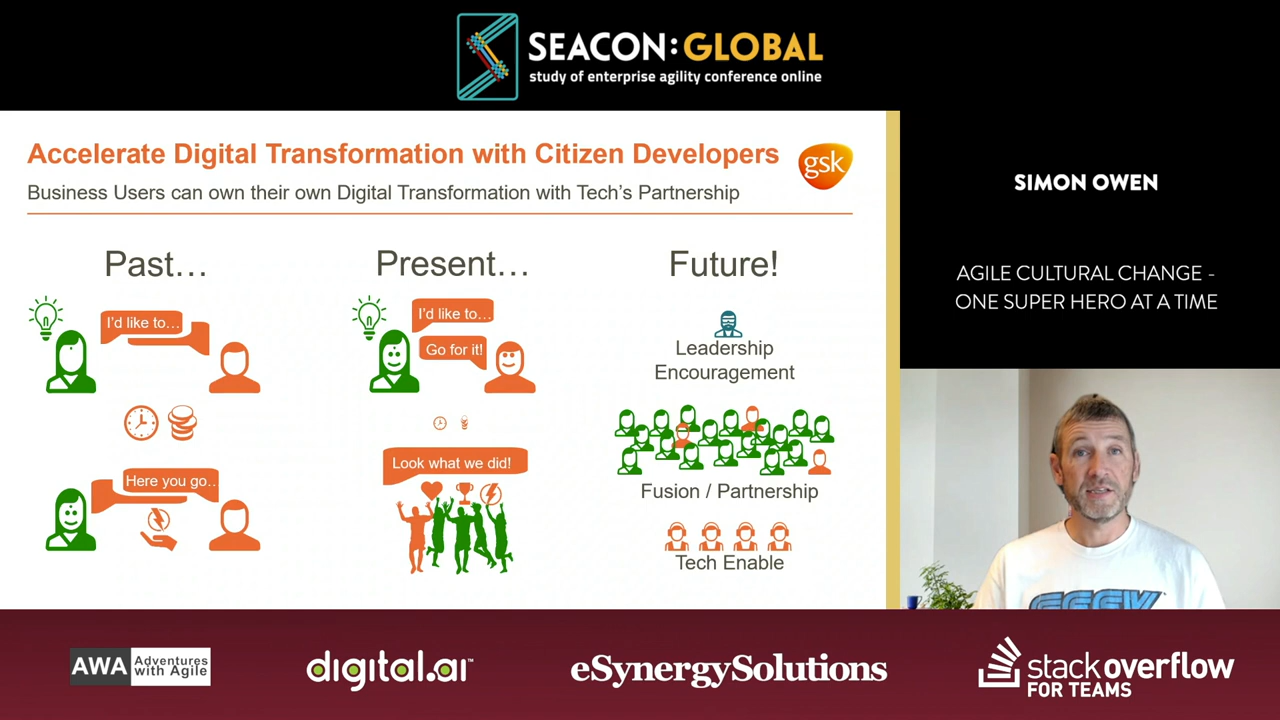 SEACON:GLOBAL
study of enterprise agility conference online
Accelerate Digital Transformation with Citizen Developers
gsk
Business Users can own their own Digital Transformation with Tech's Partnership
Past…
I'd like to…
Here you go…
Present…
I'd like to…
Go for it!
Look what we did!
Future!
Leadership
Encouragement
Fusion / Partnership
Tech Enable
SIMON OWEN
AGILE CULTURAL CHANGE -
ONE SUPER HERO AT A TIME
AWA Adventures
with Agile
digital.ai™
eSynergySolutions
stackoverflow
FOR TEAMS